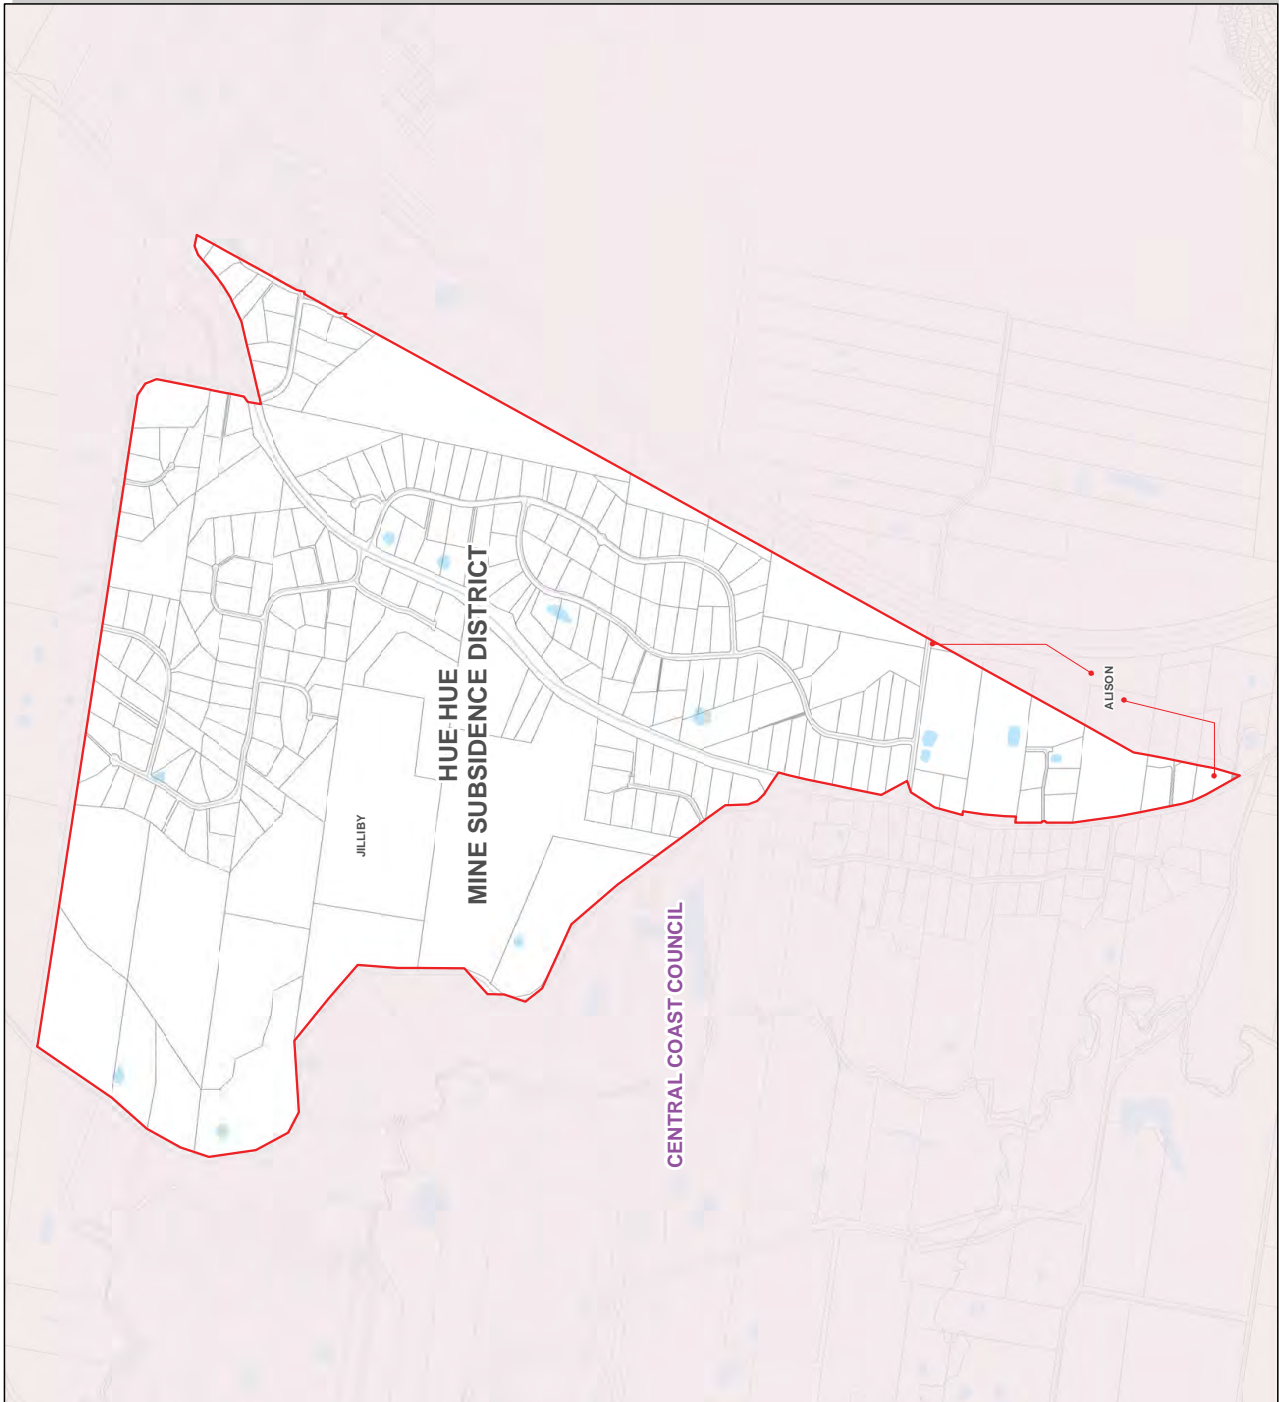 HUE-HUE
MINE SUBSIDENCE DISTRICT
JILLIBY
ALISON
CENTRAL COAST COUNCIL